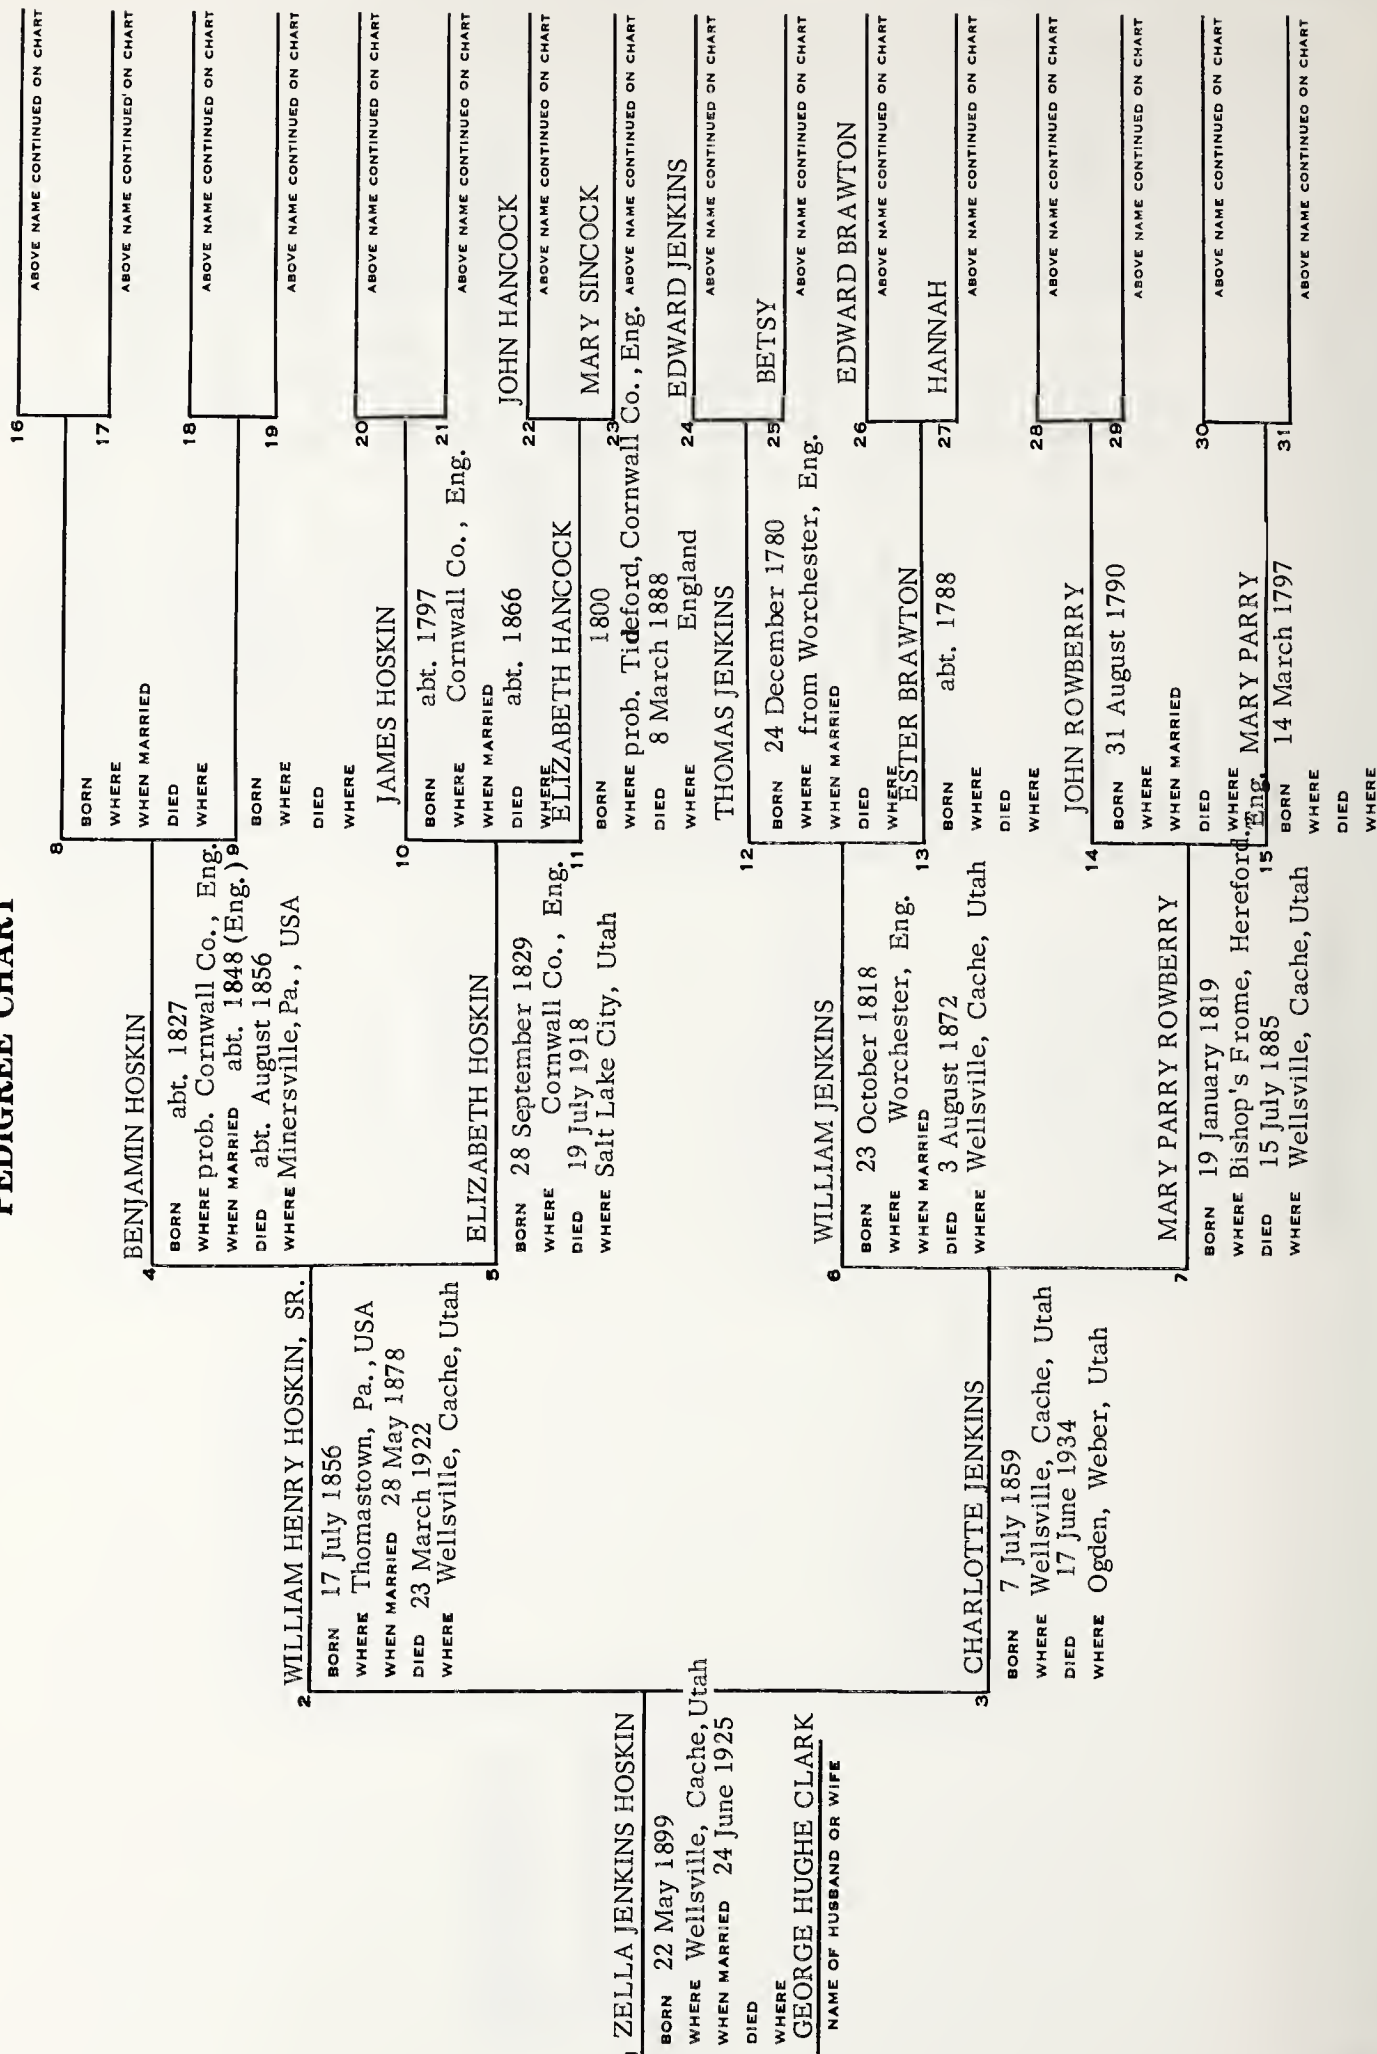 PEDIGREE CHART
ZELLA JENKINS HOSKIN
BORN 22 May 1899
WHERE Wellsville, Cache, Utah
WHEN MARRIED 24 June 1925
DIED
WHERE
GEORGE HUGHE CLARK
NAME OF HUSBAND OR WIFE
2
WILLIAM HENRY HOSKIN, SR.
BORN 17 July 1856
WHERE Thomastown, Pa., USA
WHEN MARRIED 28 May 1878
DIED 23 March 1922
WHERE Wellsville, Cache, Utah
3
CHARLOTTE JENKINS
BORN 7 July 1859
WHERE Wellsville, Cache, Utah
DIED 17 June 1934
WHERE Ogden, Weber, Utah
4
BENJAMIN HOSKIN
BORN abt. 1827
WHERE prob. Cornwall Co., Eng.
WHEN MARRIED abt. 1848 (Eng.)
DIED abt. August 1856
WHERE Minersville, Pa., USA
5
ELIZABETH HOSKIN
BORN 28 September 1829
WHERE Cornwall Co., Eng.
DIED 19 July 1918
WHERE Salt Lake City, Utah
6
WILLIAM JENKINS
BORN 23 October 1818
WHERE Worchester, Eng.
WHEN MARRIED
DIED 3 August 1872
WHERE Wellsville, Cache, Utah
7
MARY PARRY ROWBERRY
BORN 19 January 1819
WHERE Bishop's Frome, Hereford, Eng.
DIED 15 July 1885
WHERE Wellsville, Cache, Utah
8
BORN
WHERE
WHEN MARRIED
DIED
WHERE
9
BORN
WHERE
DIED
WHERE
10
JAMES HOSKIN
BORN abt. 1797
WHERE Cornwall Co., Eng.
WHEN MARRIED
DIED abt. 1866
WHERE
11
ELIZABETH HANCOCK
BORN 1800
WHERE prob. Tideford, Cornwall Co., Eng.
DIED 8 March 1888
WHERE England
12
THOMAS JENKINS
BORN 24 December 1780
WHERE from Worchester, Eng.
WHEN MARRIED
DIED
WHERE
13
ESTER BRAWTON
BORN abt. 1788
WHERE
DIED
WHERE
14
JOHN ROWBERRY
BORN 31 August 1790
WHERE
WHEN MARRIED
DIED
WHERE
15
MARY PARRY
BORN 14 March 1797
WHERE
DIED
WHERE
16
ABOVE NAME CONTINUED ON CHART
17
ABOVE NAME CONTINUED ON CHART
18
ABOVE NAME CONTINUED ON CHART
19
ABOVE NAME CONTINUED ON CHART
20
ABOVE NAME CONTINUED ON CHART
21
ABOVE NAME CONTINUED ON CHART
JOHN HANCOCK
22
ABOVE NAME CONTINUED ON CHART
MARY SINCOCK
23
ABOVE NAME CONTINUED ON CHART
EDWARD JENKINS
24
ABOVE NAME CONTINUED ON CHART
BETSY
25
ABOVE NAME CONTINUED ON CHART
EDWARD BRAWTON
26
ABOVE NAME CONTINUED ON CHART
HANNAH
27
ABOVE NAME CONTINUED ON CHART
28
ABOVE NAME CONTINUED ON CHART
29
ABOVE NAME CONTINUED ON CHART
30
ABOVE NAME CONTINUED ON CHART
31
ABOVE NAME CONTINUED ON CHART